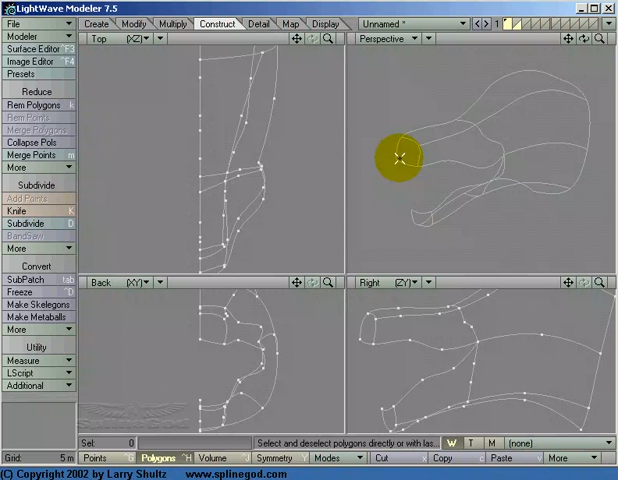 LightWave Modeler 7.5
File
Create Modify Multiply Construct Detail Map Display
Unnamed *
1
Modeler
Surface Editor ^F3
Image Editor ^F4
Presets
Reduce
Rem Polygons k
Rem Points
Merge Polygons
Collapse Pols
Merge Points m
More
Subdivide
Add Points
Knife K
Subdivide D
BandSaw
More
Convert
SubPatch tab
Freeze ^D
Make Skelegons
Make Metaballs
More
Utility
Measure
LScript
Additional
Top (XZ)
Perspective
Back (XY)
Right (ZY)
Grid: 5 m
Sel: 0
Select and deselect polygons directly or with las...
W T M (none)
Points ^G Polygons ^H Volume ^J Symmetry ^Y Modes
Cut x Copy c Paste v More
(C) Copyright 2002 by Larry Shultz www.splinegod.com